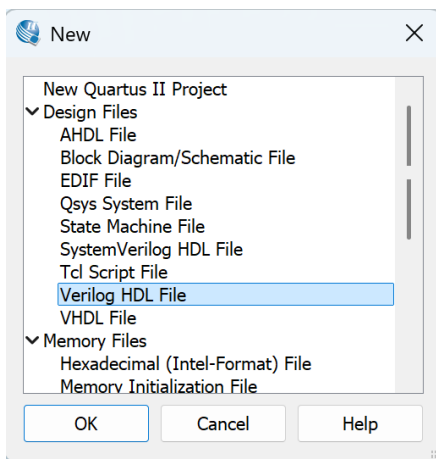 New
New Quartus II Project
Design Files
AHDL File
Block Diagram/Schematic File
EDIF File
Qsys System File
State Machine File
SystemVerilog HDL File
Tcl Script File
Verilog HDL File
VHDL File
Memory Files
Hexadecimal (Intel-Format) File
Memory Initialization File
OK Cancel Help